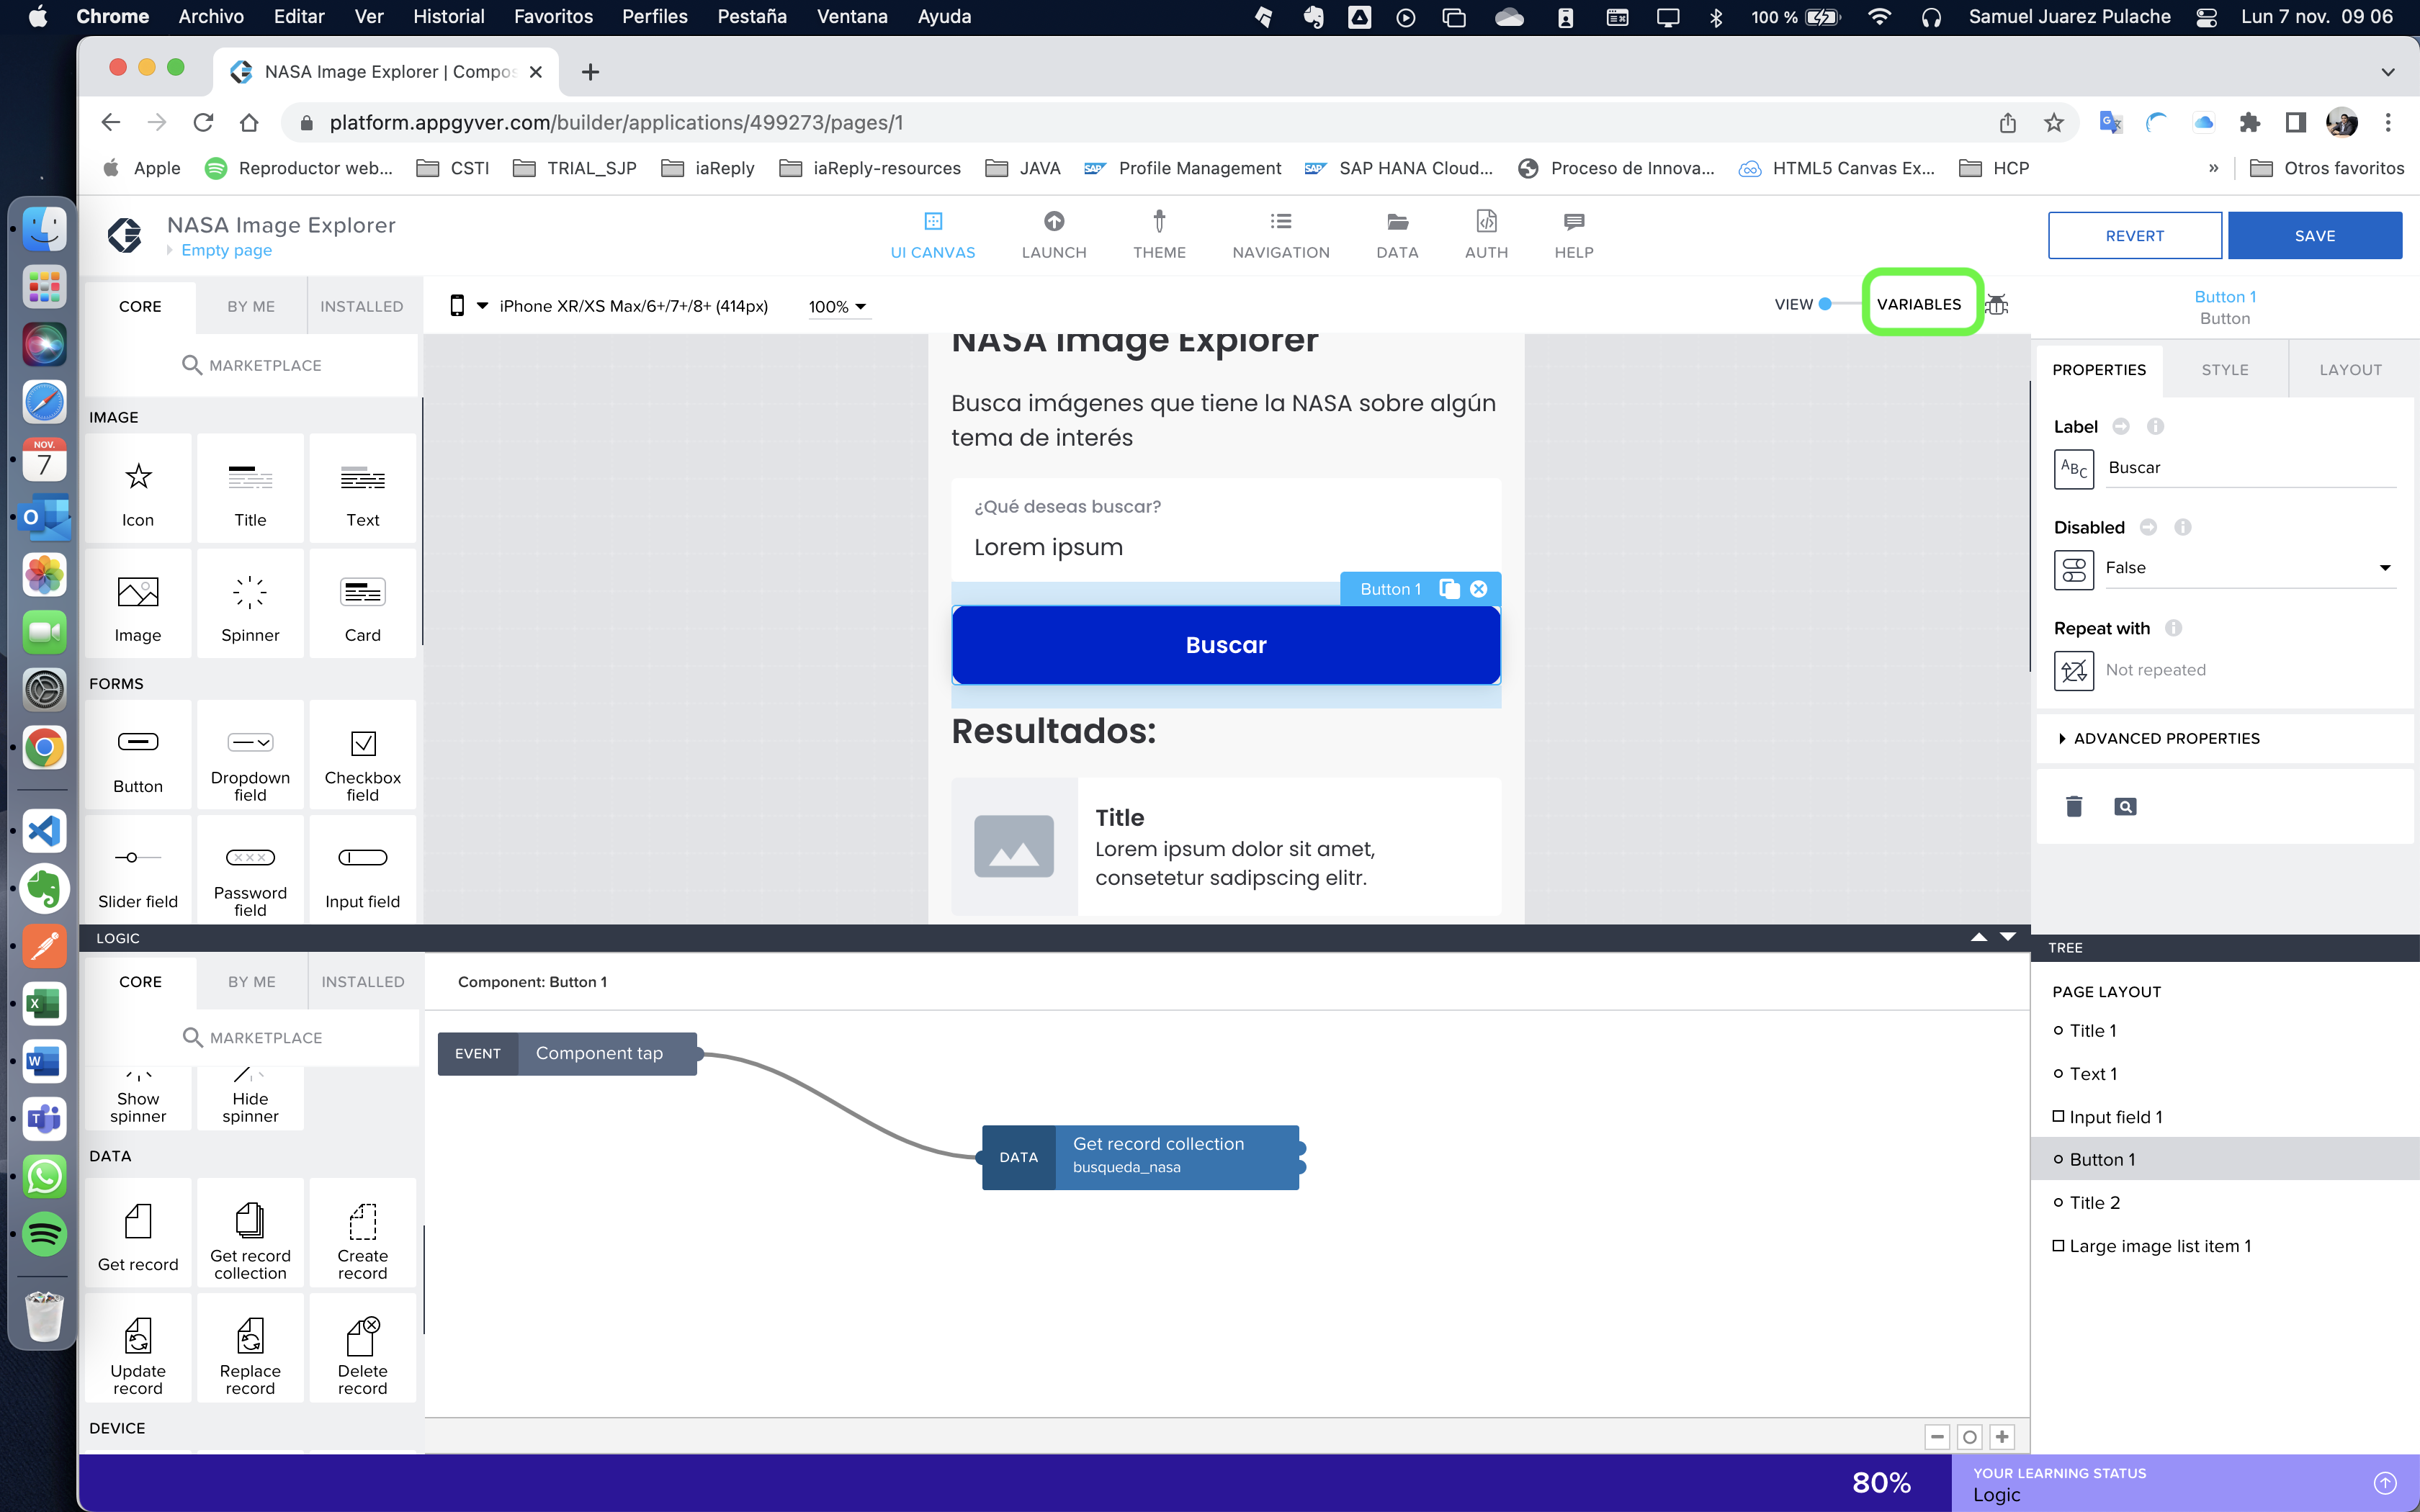 Chrome Archivo Editar Ver Historial Favoritos Perfiles Pestaña Ventana Ayuda 100 % Samuel Juarez Pulache Lun 7 nov. 09 06
NASA Image Explorer | Compos
platform.appgyver.com/builder/applications/499273/pages/1
Apple Reproductor web... CSTI TRIAL_SJP iaReply iaReply-resources JAVA Profile Management SAP HANA Cloud... Proceso de Innova... HTML5 Canvas Ex... HCP » Otros favoritos
NASA Image Explorer
Empty page
UI CANVAS LAUNCH THEME NAVIGATION DATA AUTH HELP
REVERT SAVE
CORE BY ME INSTALLED
iPhone XR/XS Max/6+/7+/8+ (414px) 100%
VIEW VARIABLES
Button 1
Button
MARKETPLACE
IMAGE
Icon Title Text
Image Spinner Card
FORMS
Button Dropdown field Checkbox field
Slider field Password field Input field
NASA Image Explorer
Busca imágenes que tiene la NASA sobre algún
tema de interés
¿Qué deseas buscar?
Lorem ipsum
Button 1
Buscar
Resultados:
Title
Lorem ipsum dolor sit amet,
consetetur sadipscing elitr.
PROPERTIES STYLE LAYOUT
Label
ABC Buscar
Disabled
False
Repeat with
Not repeated
ADVANCED PROPERTIES
LOGIC
CORE BY ME INSTALLED
MARKETPLACE
Show spinner Hide spinner
DATA
Get record Get record collection Create record
Update record Replace record Delete record
DEVICE
Component: Button 1
EVENT Component tap
DATA Get record collection
busqueda_nasa
TREE
PAGE LAYOUT
Title 1
Text 1
Input field 1
Button 1
Title 2
Large image list item 1
80%
YOUR LEARNING STATUS
Logic
NOV.
7